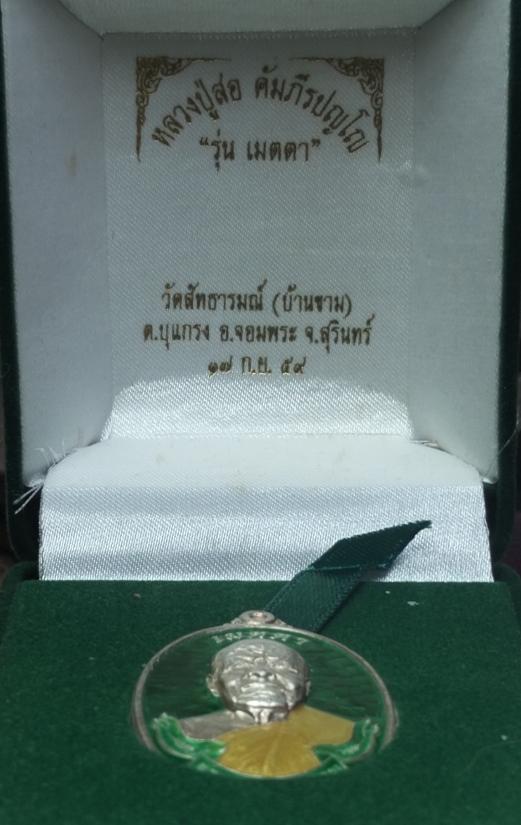 หลวงปู่สอ คัมภีรปญโญ
“รุ่น เมตตา”
วัดสัทธารมณ์ (บ้านขาม)
ต.บุแกรง อ.จอมพระ จ.สุรินทร์
๑๗ ก.ย. ๕๙
เมตตา